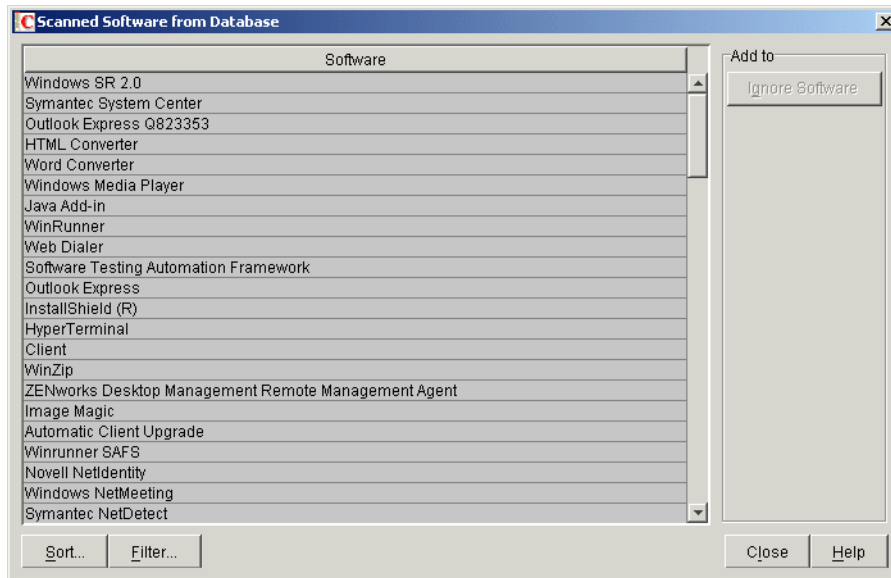 Scanned Software from Database
Software
Windows SR 2.0
Symantec System Center
Outlook Express Q823353
HTML Converter
Word Converter
Windows Media Player
Java Add-in
WinRunner
Web Dialer
Software Testing Automation Framework
Outlook Express
InstallShield (R)
HyperTerminal
Client
WinZip
ZENworks Desktop Management Remote Management Agent
Image Magic
Automatic Client Upgrade
Winrunner SAFS
Novell NetIdentity
Windows NetMeeting
Symantec NetDetect
Add to
Ignore Software
Sort...
Filter...
Close
Help